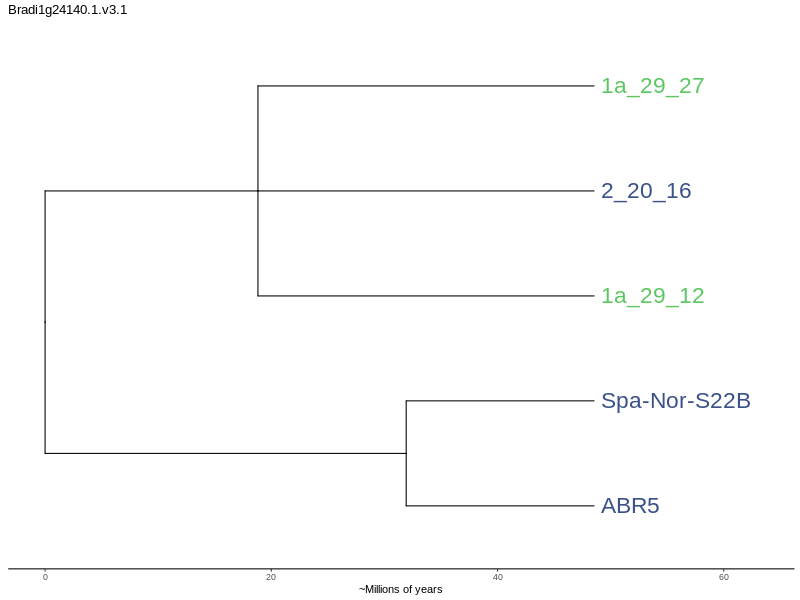 Bradi1g24140.1.v3.1
1a_29_27
2_20_16
1a_29_12
Spa-Nor-S22B
ABR5
0 20 40 60
~Millions of years